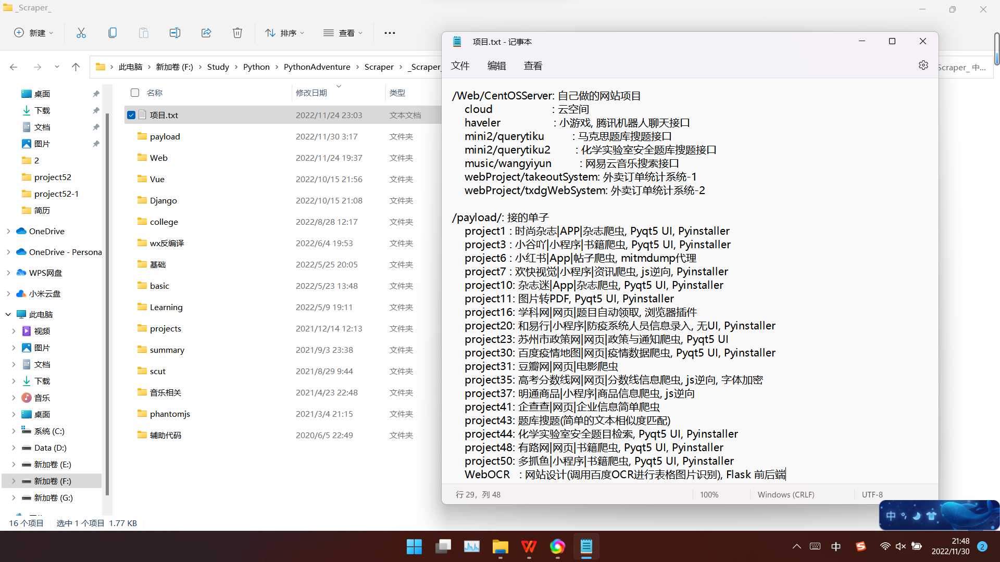 _Scraper_
新建
排序
查看
此电脑 > 新加卷 (F:) > Study > Python > PythonAdventure > Scraper > _Scraper_
Scraper_ 中...
桌面
下载
文档
图片
2
project52
project52-1
简历
OneDrive
OneDrive - Persona
WPS网盘
小米云盘
此电脑
视频
图片
文档
下载
音乐
桌面
系统 (C:)
Data (D:)
新加卷 (E:)
新加卷 (F:)
新加卷 (G:)
名称 修改日期 类型
项目.txt 2022/11/24 23:03 文本文档
payload 2022/11/30 3:17 文件夹
Web 2022/11/24 19:37 文件夹
Vue 2022/10/15 21:56 文件夹
Django 2022/10/15 21:08 文件夹
college 2022/8/28 12:17 文件夹
wx反编译 2022/6/4 19:53 文件夹
基础 2022/5/25 20:05 文件夹
basic 2022/5/23 13:48 文件夹
Learning 2022/5/9 19:11 文件夹
projects 2021/12/14 12:13 文件夹
summary 2021/9/3 23:38 文件夹
scut 2021/8/29 9:44 文件夹
音乐相关 2021/4/23 22:48 文件夹
phantomjs 2021/3/4 21:15 文件夹
辅助代码 2020/6/5 22:49 文件夹
16 个项目 选中 1 个项目 1.77 KB
项目.txt - 记事本
文件 编辑 查看
/Web/CentOSServer: 自己做的网站项目
cloud : 云空间
haveler : 小游戏, 腾讯机器人聊天接口
mini2/querytiku : 马克思题库搜题接口
mini2/querytiku2 : 化学实验室安全题库搜题接口
music/wangyiyun : 网易云音乐搜索接口
webProject/takeoutSystem: 外卖订单统计系统-1
webProject/txdgWebSystem: 外卖订单统计系统-2
/payload/: 接的单子
project1 : 时尚杂志|APP|杂志爬虫, Pyqt5 UI, Pyinstaller
project3 : 小谷吖|小程序|书籍爬虫, Pyqt5 UI, Pyinstaller
project6 : 小红书|App|帖子爬虫, mitmdump代理
project7 : 欢快视觉|小程序|资讯爬虫, js逆向, Pyinstaller
project10: 杂志迷|App|杂志爬虫, Pyqt5 UI, Pyinstaller
project11: 图片转PDF, Pyqt5 UI, Pyinstaller
project16: 学科网|网页|题目自动领取, 浏览器插件
project20: 和易行|小程序|防疫系统人员信息录入, 无UI, Pyinstaller
project23: 苏州市政策网|网页|政策与通知爬虫, Pyqt5 UI
project30: 百度疫情地图|网页|疫情数据爬虫, Pyqt5 UI, Pyinstaller
project31: 豆瓣网|网页|电影爬虫
project35: 高考分数线网|网页|分数线信息爬虫, js逆向, 字体加密
project37: 明通商品|小程序|商品信息爬虫, js逆向
project41: 企查查|网页|企业信息简单爬虫
project43: 题库搜题(简单的文本相似度匹配)
project44: 化学实验室安全题目检索, Pyqt5 UI, Pyinstaller
project48: 有路网|网页|书籍爬虫, Pyqt5 UI, Pyinstaller
project50: 多抓鱼|小程序|书籍爬虫, Pyqt5 UI, Pyinstaller
WebOCR : 网站设计(调用百度OCR进行表格图片识别), Flask 前后端
行 29，列 48 100% Windows (CRLF) UTF-8
中
中
21:48
2022/11/30
2